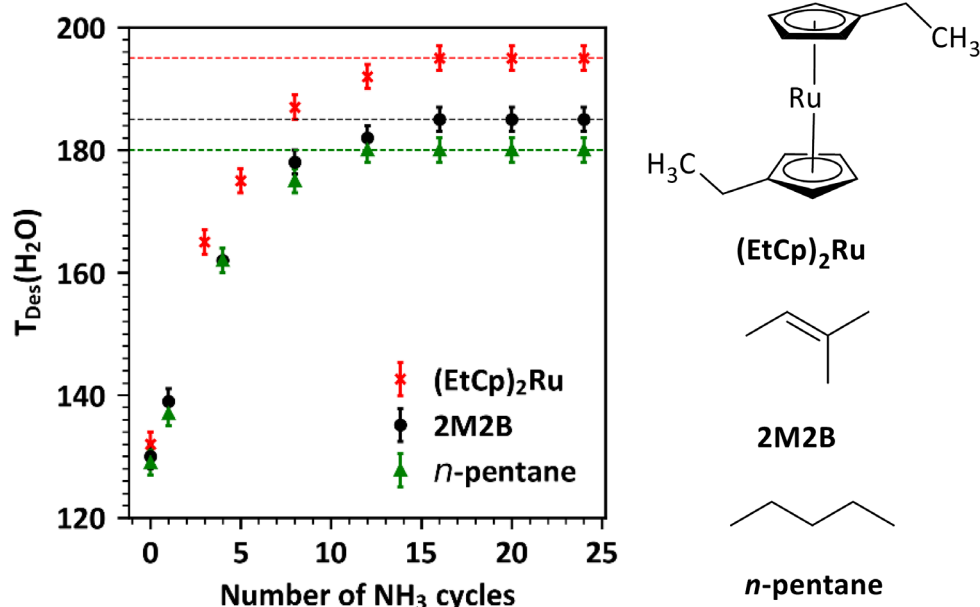 200
180
160
140
120
T_Des(H₂O)
0
5
10
15
20
25
Number of NH₃ cycles
(EtCp)₂Ru
2M2B
n-pentane
CH₃
Ru
H₃C
(EtCp)₂Ru
2M2B
n-pentane